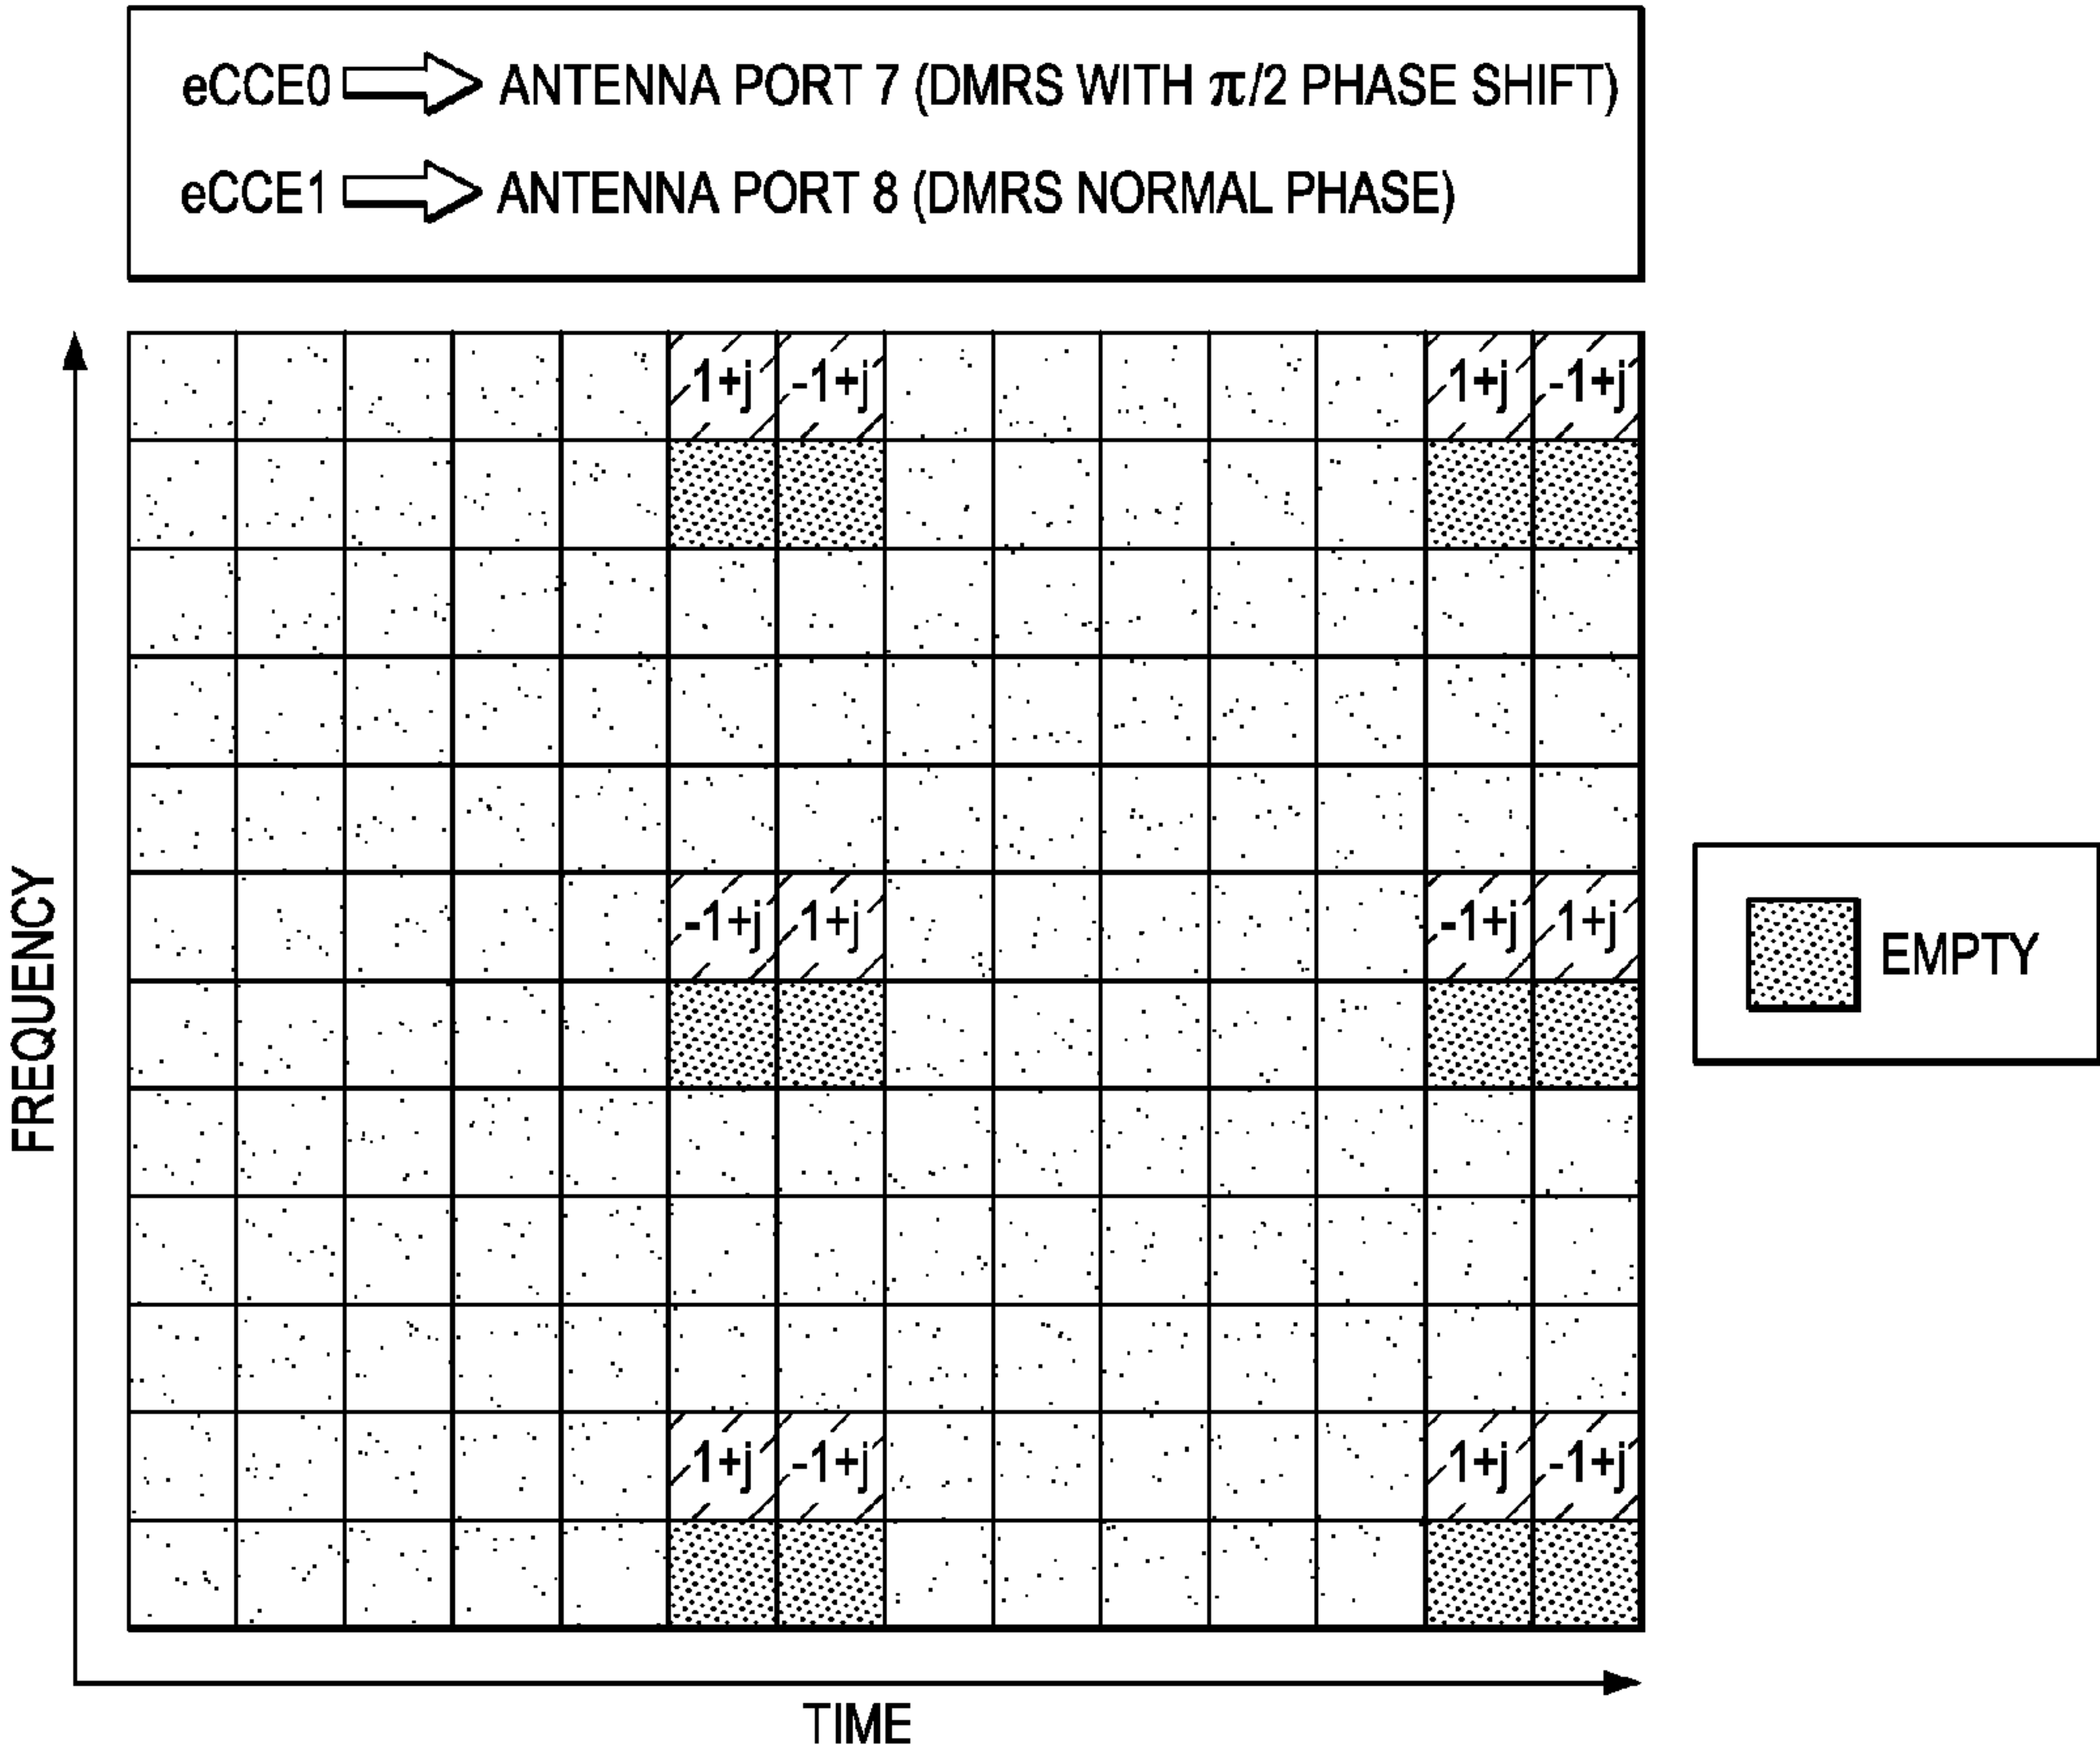 eCCE0 ⇒ ANTENNA PORT 7 (DMRS WITH π/2 PHASE SHIFT)
eCCE1 ⇒ ANTENNA PORT 8 (DMRS NORMAL PHASE)
1+j -1+j 1+j -1+j
-1+j 1+j -1+j 1+j
1+j -1+j 1+j -1+j
FREQUENCY
TIME
EMPTY